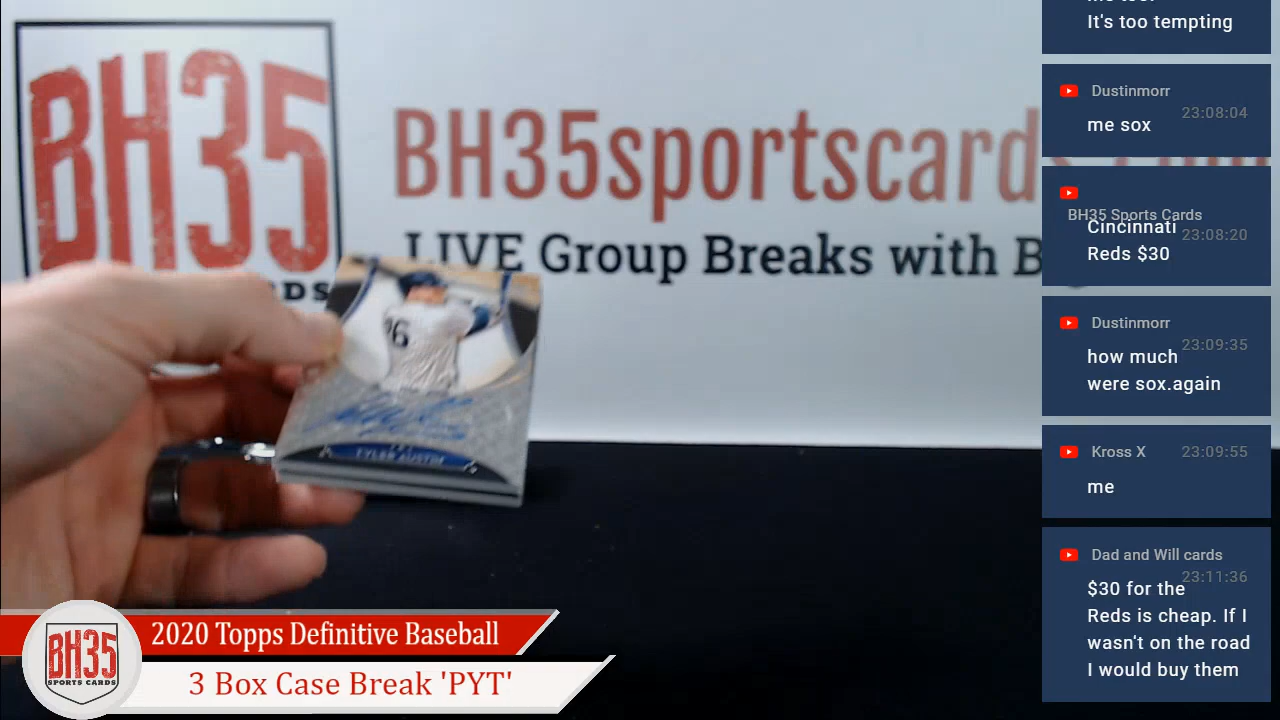 BH35
CARDS
BH35sportscards.com
LIVE Group Breaks with B
26
TYLER AUSTIN
2020 Topps Definitive Baseball
3 Box Case Break 'PYT'
BH35
SPORTS CARDS
It's too tempting
Dustinmorr
23:08:04
me sox
BH35 Sports Cards
23:08:20
Cincinnati
Reds $30
Dustinmorr
23:09:35
how much
were sox.again
Kross X 23:09:55
me
Dad and Will cards
23:11:36
$30 for the
Reds is cheap. If I
wasn't on the road
I would buy them